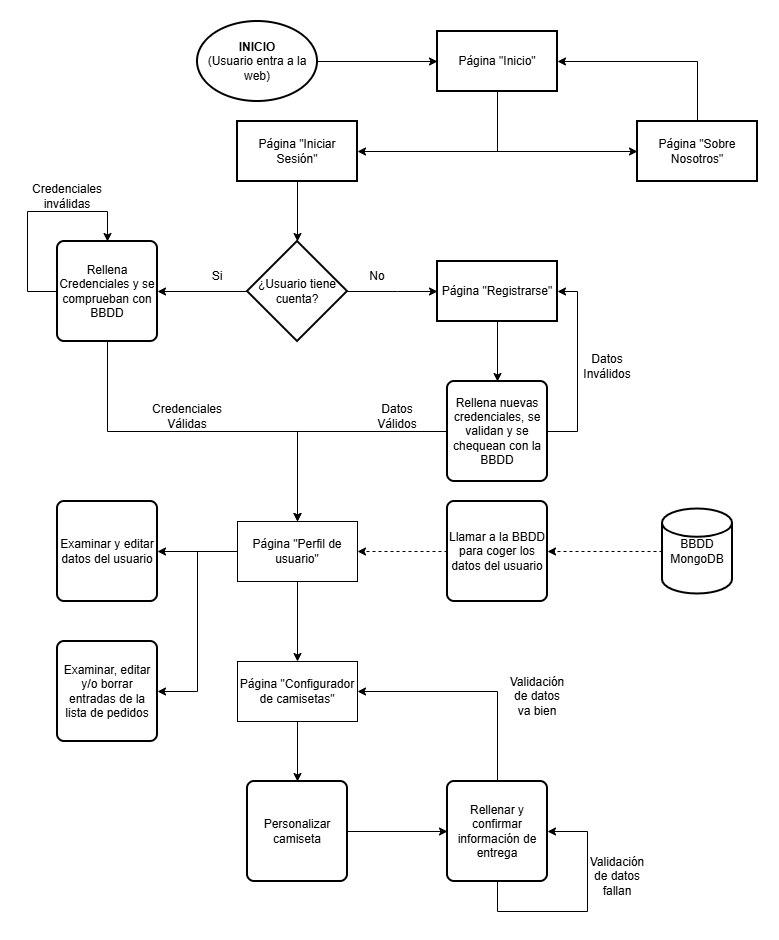 INICIO
(Usuario entra a la
web)
Página "Inicio"
Página "Iniciar
Sesión"
Página "Sobre
Nosotros"
Credenciales
inválidas
Rellena
Credenciales y se
comprueban con
BBDD
Si
¿Usuario tiene
cuenta?
No
Página "Registrarse"
Datos
Inválidos
Rellena nuevas
credenciales, se
validan y se
chequean con la
BBDD
Credenciales
Válidas
Datos
Válidos
Examinar y editar
datos del usuario
Página "Perfil de
usuario"
Llamar a la BBDD
para coger los
datos del usuario
BBDD
MongoDB
Examinar, editar
y/o borrar
entradas de la
lista de pedidos
Página "Configurador
de camisetas"
Validación
de datos
va bien
Personalizar
camiseta
Rellenar y
confirmar
información de
entrega
Validación
de datos
fallan